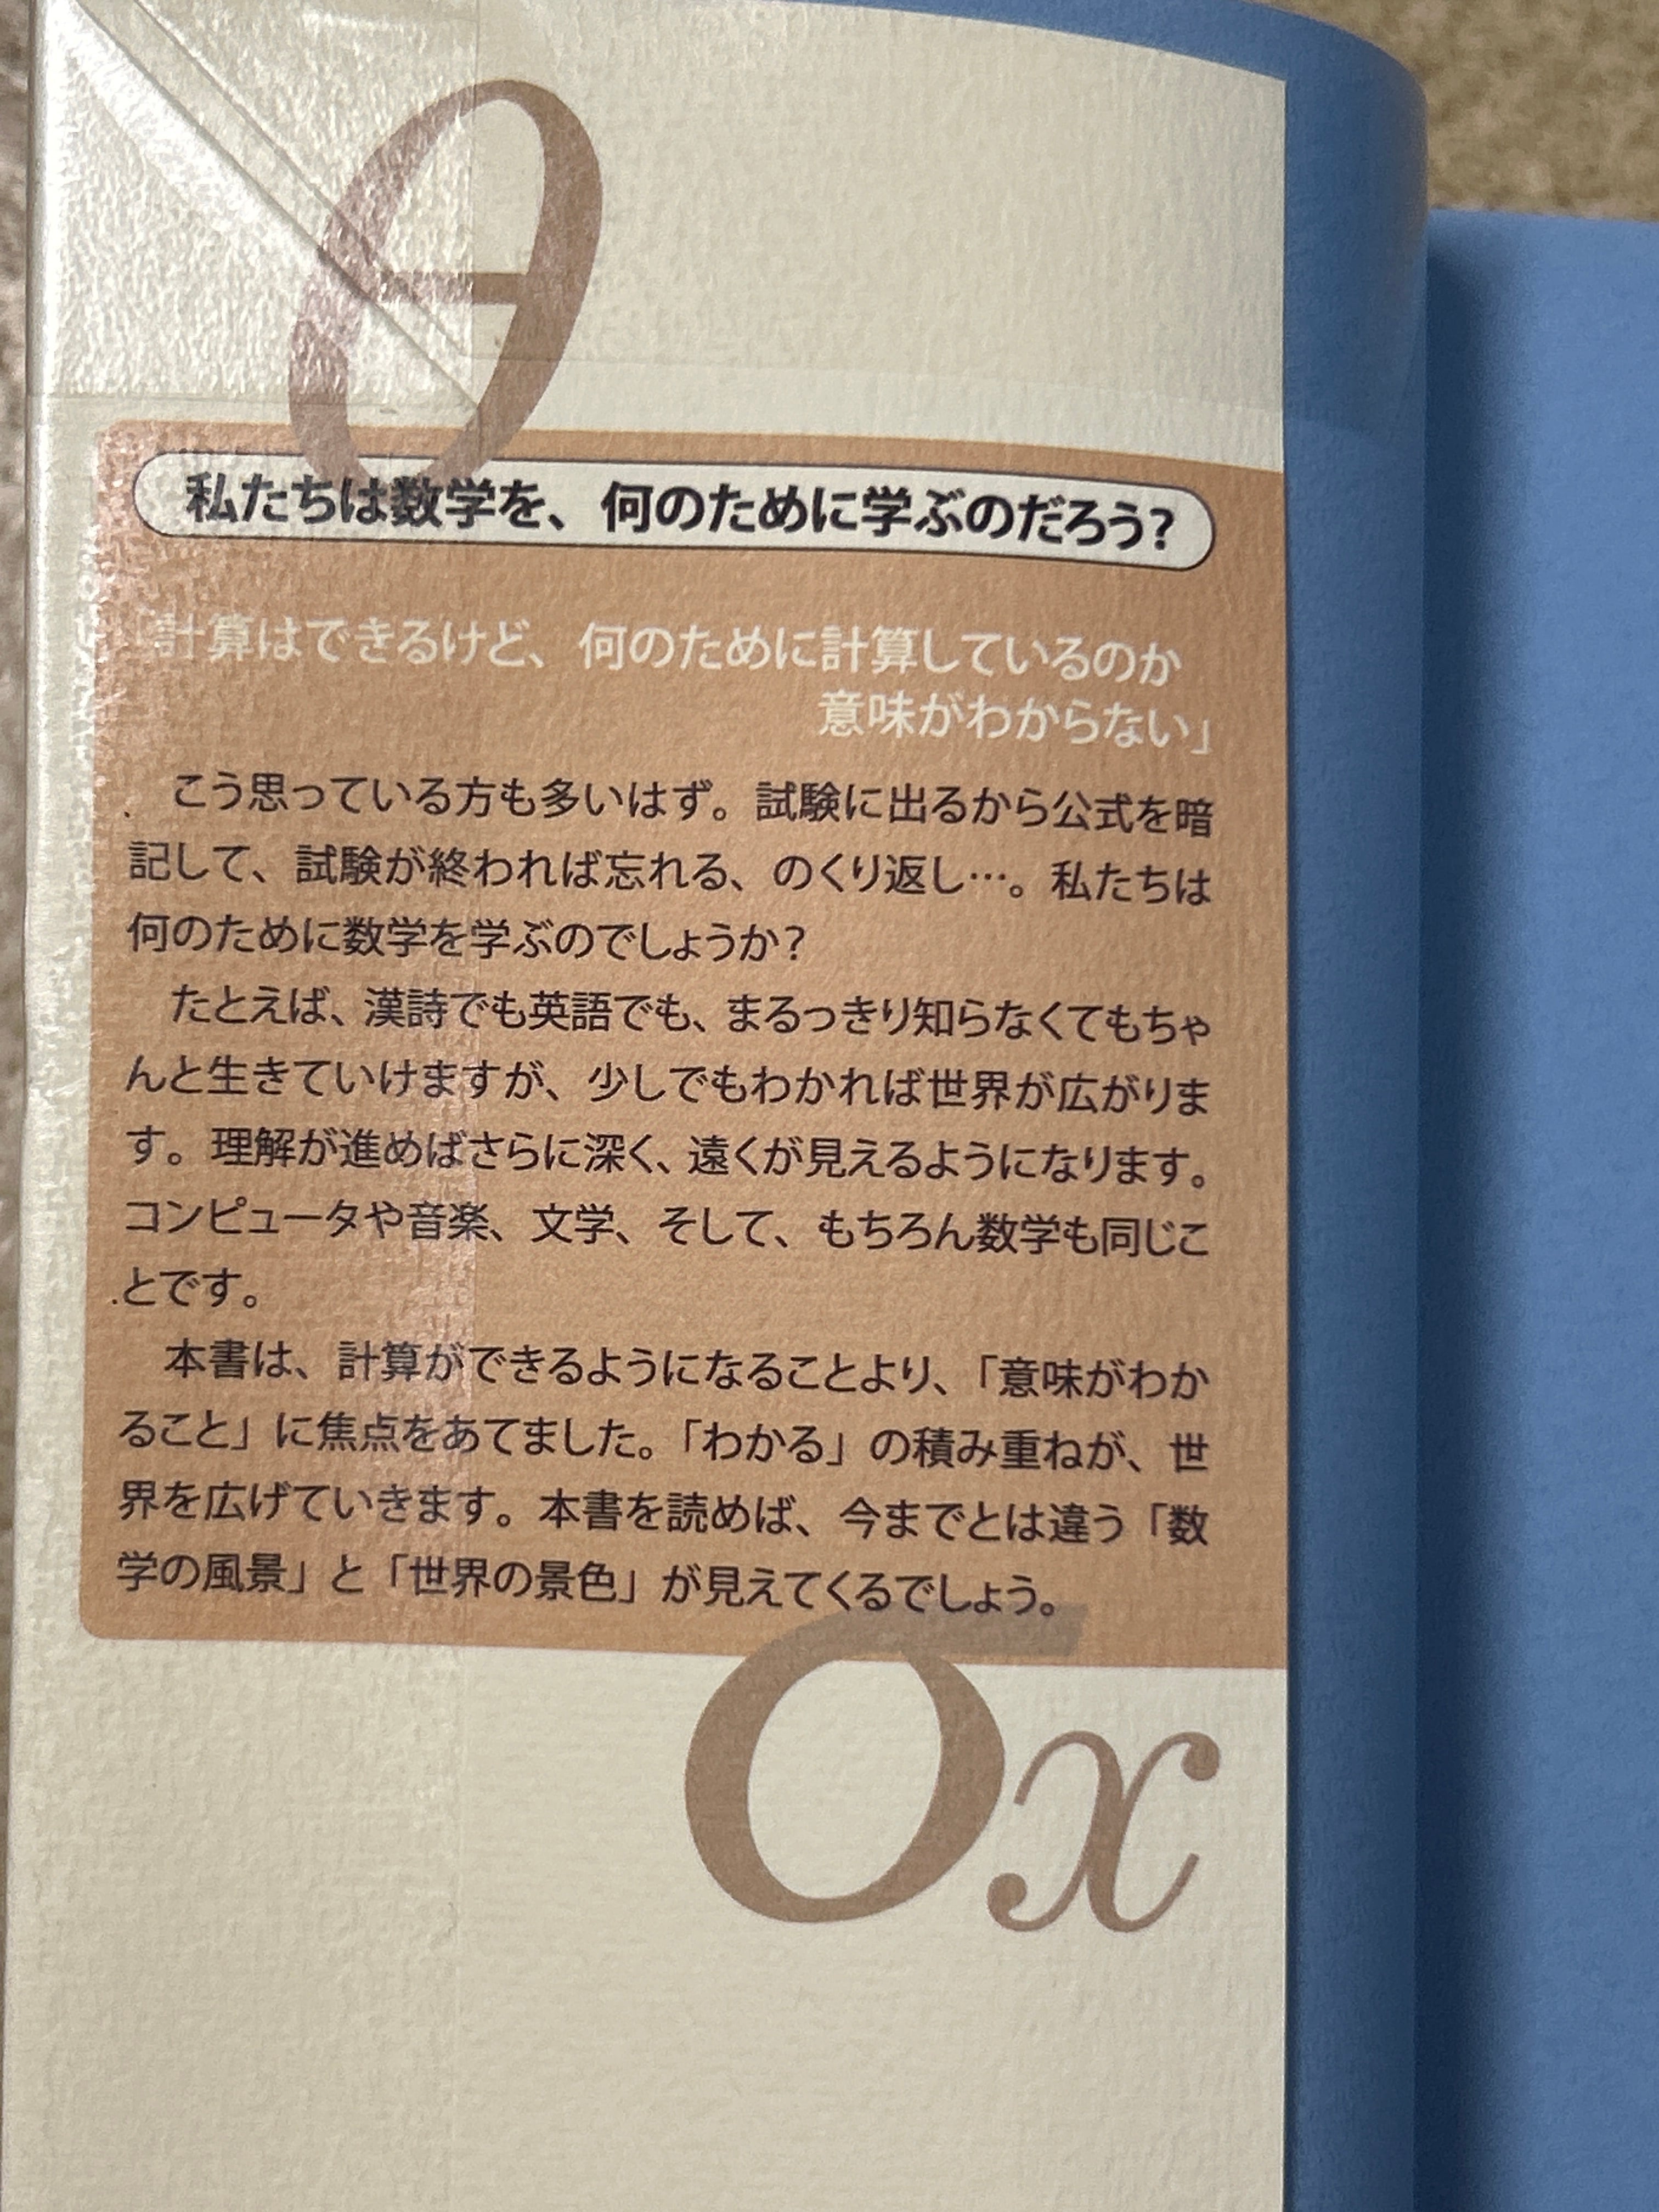 θ
私たちは数学を、何のために学ぶのだろう?
「計算はできるけど、何のために計算しているのか
意味がわからない」
こう思っている方も多いはず。試験に出るから公式を暗
記して、試験が終われば忘れる、のくり返し…。私たちは
何のために数学を学ぶのでしょうか?
たとえば、漢詩でも英語でも、まるっきり知らなくてもちゃ
んと生きていけますが、少しでもわかれば世界が広がりま
す。理解が進めばさらに深く、遠くが見えるようになります。
コンピュータや音楽、文学、そして、もちろん数学も同じこ
とです。
本書は、計算ができるようになることより、「意味がわか
ること」に焦点をあてました。「わかる」の積み重ねが、世
界を広げていきます。本書を読めば、今までとは違う「数
学の風景」と「世界の景色」が見えてくるでしょう。
σx